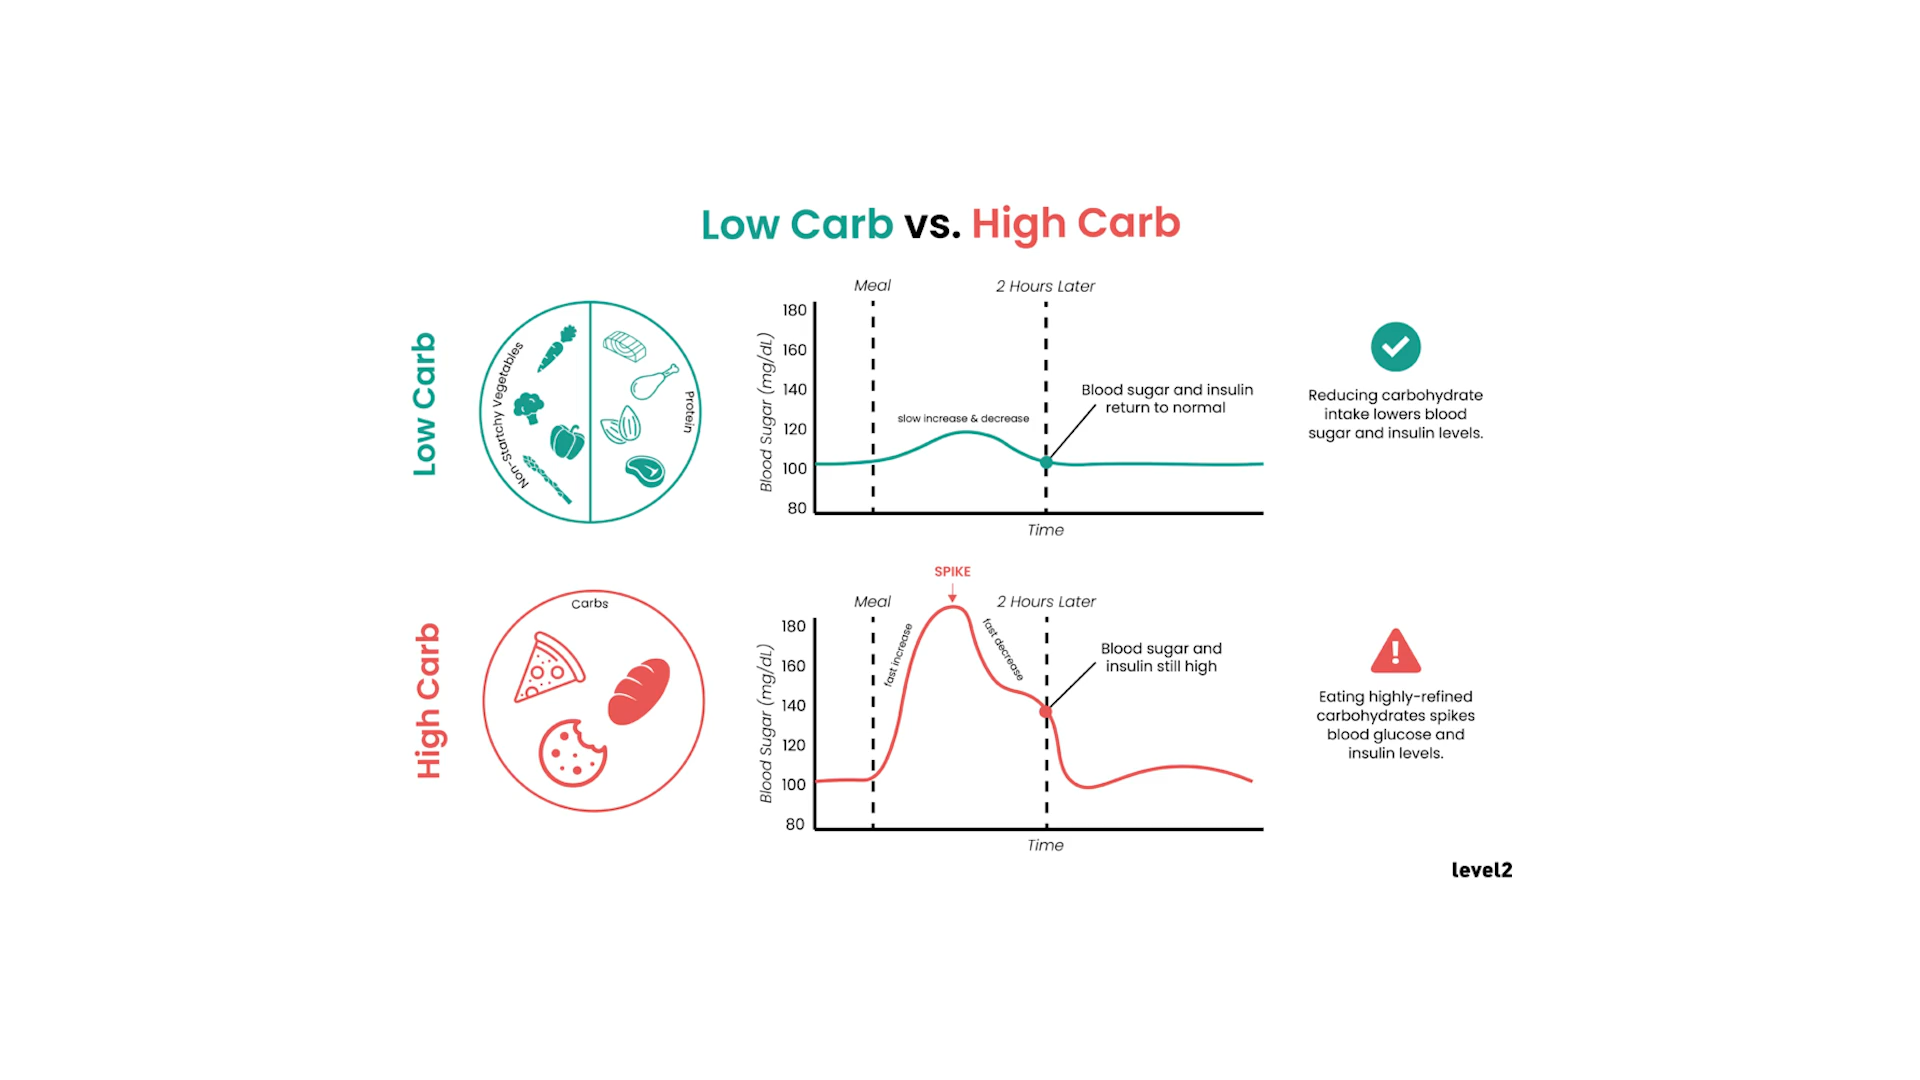 Low Carb vs. High Carb
Low Carb
Non-Startchy Vegetables
Protein
Meal
2 Hours Later
Blood Sugar (mg/dL)
180
160
140
120
100
80
slow increase & decrease
Blood sugar and insulin
return to normal
Time
Reducing carbohydrate
intake lowers blood
sugar and insulin levels.
High Carb
Carbs
SPIKE
Meal
2 Hours Later
Blood Sugar (mg/dL)
180
160
140
120
100
80
fast increase
fast decrease
Blood sugar and
insulin still high
Time
Eating highly-refined
carbohydrates spikes
blood glucose and
insulin levels.
level2